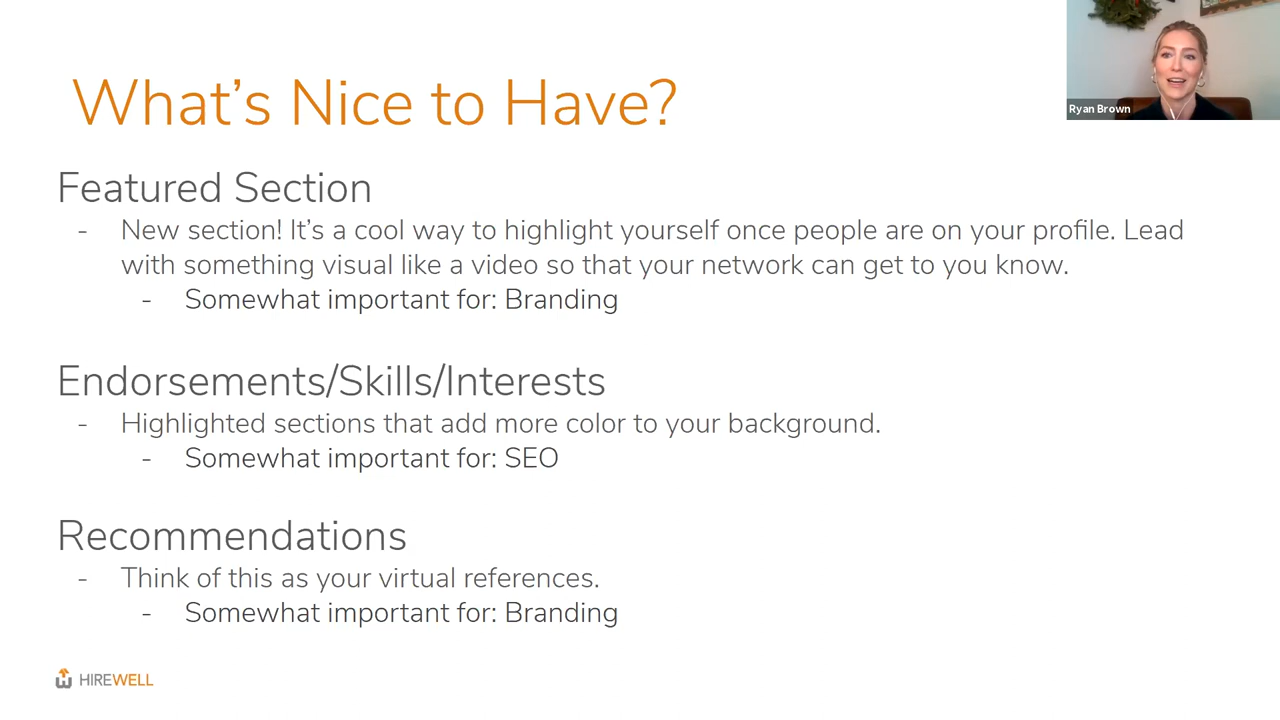 What's Nice to Have?
Ryan Brown
Featured Section
- New section! It's a cool way to highlight yourself once people are on your profile. Lead
with something visual like a video so that your network can get to you know.
- Somewhat important for: Branding
Endorsements/Skills/Interests
- Highlighted sections that add more color to your background.
- Somewhat important for: SEO
Recommendations
- Think of this as your virtual references.
- Somewhat important for: Branding
HIREWELL